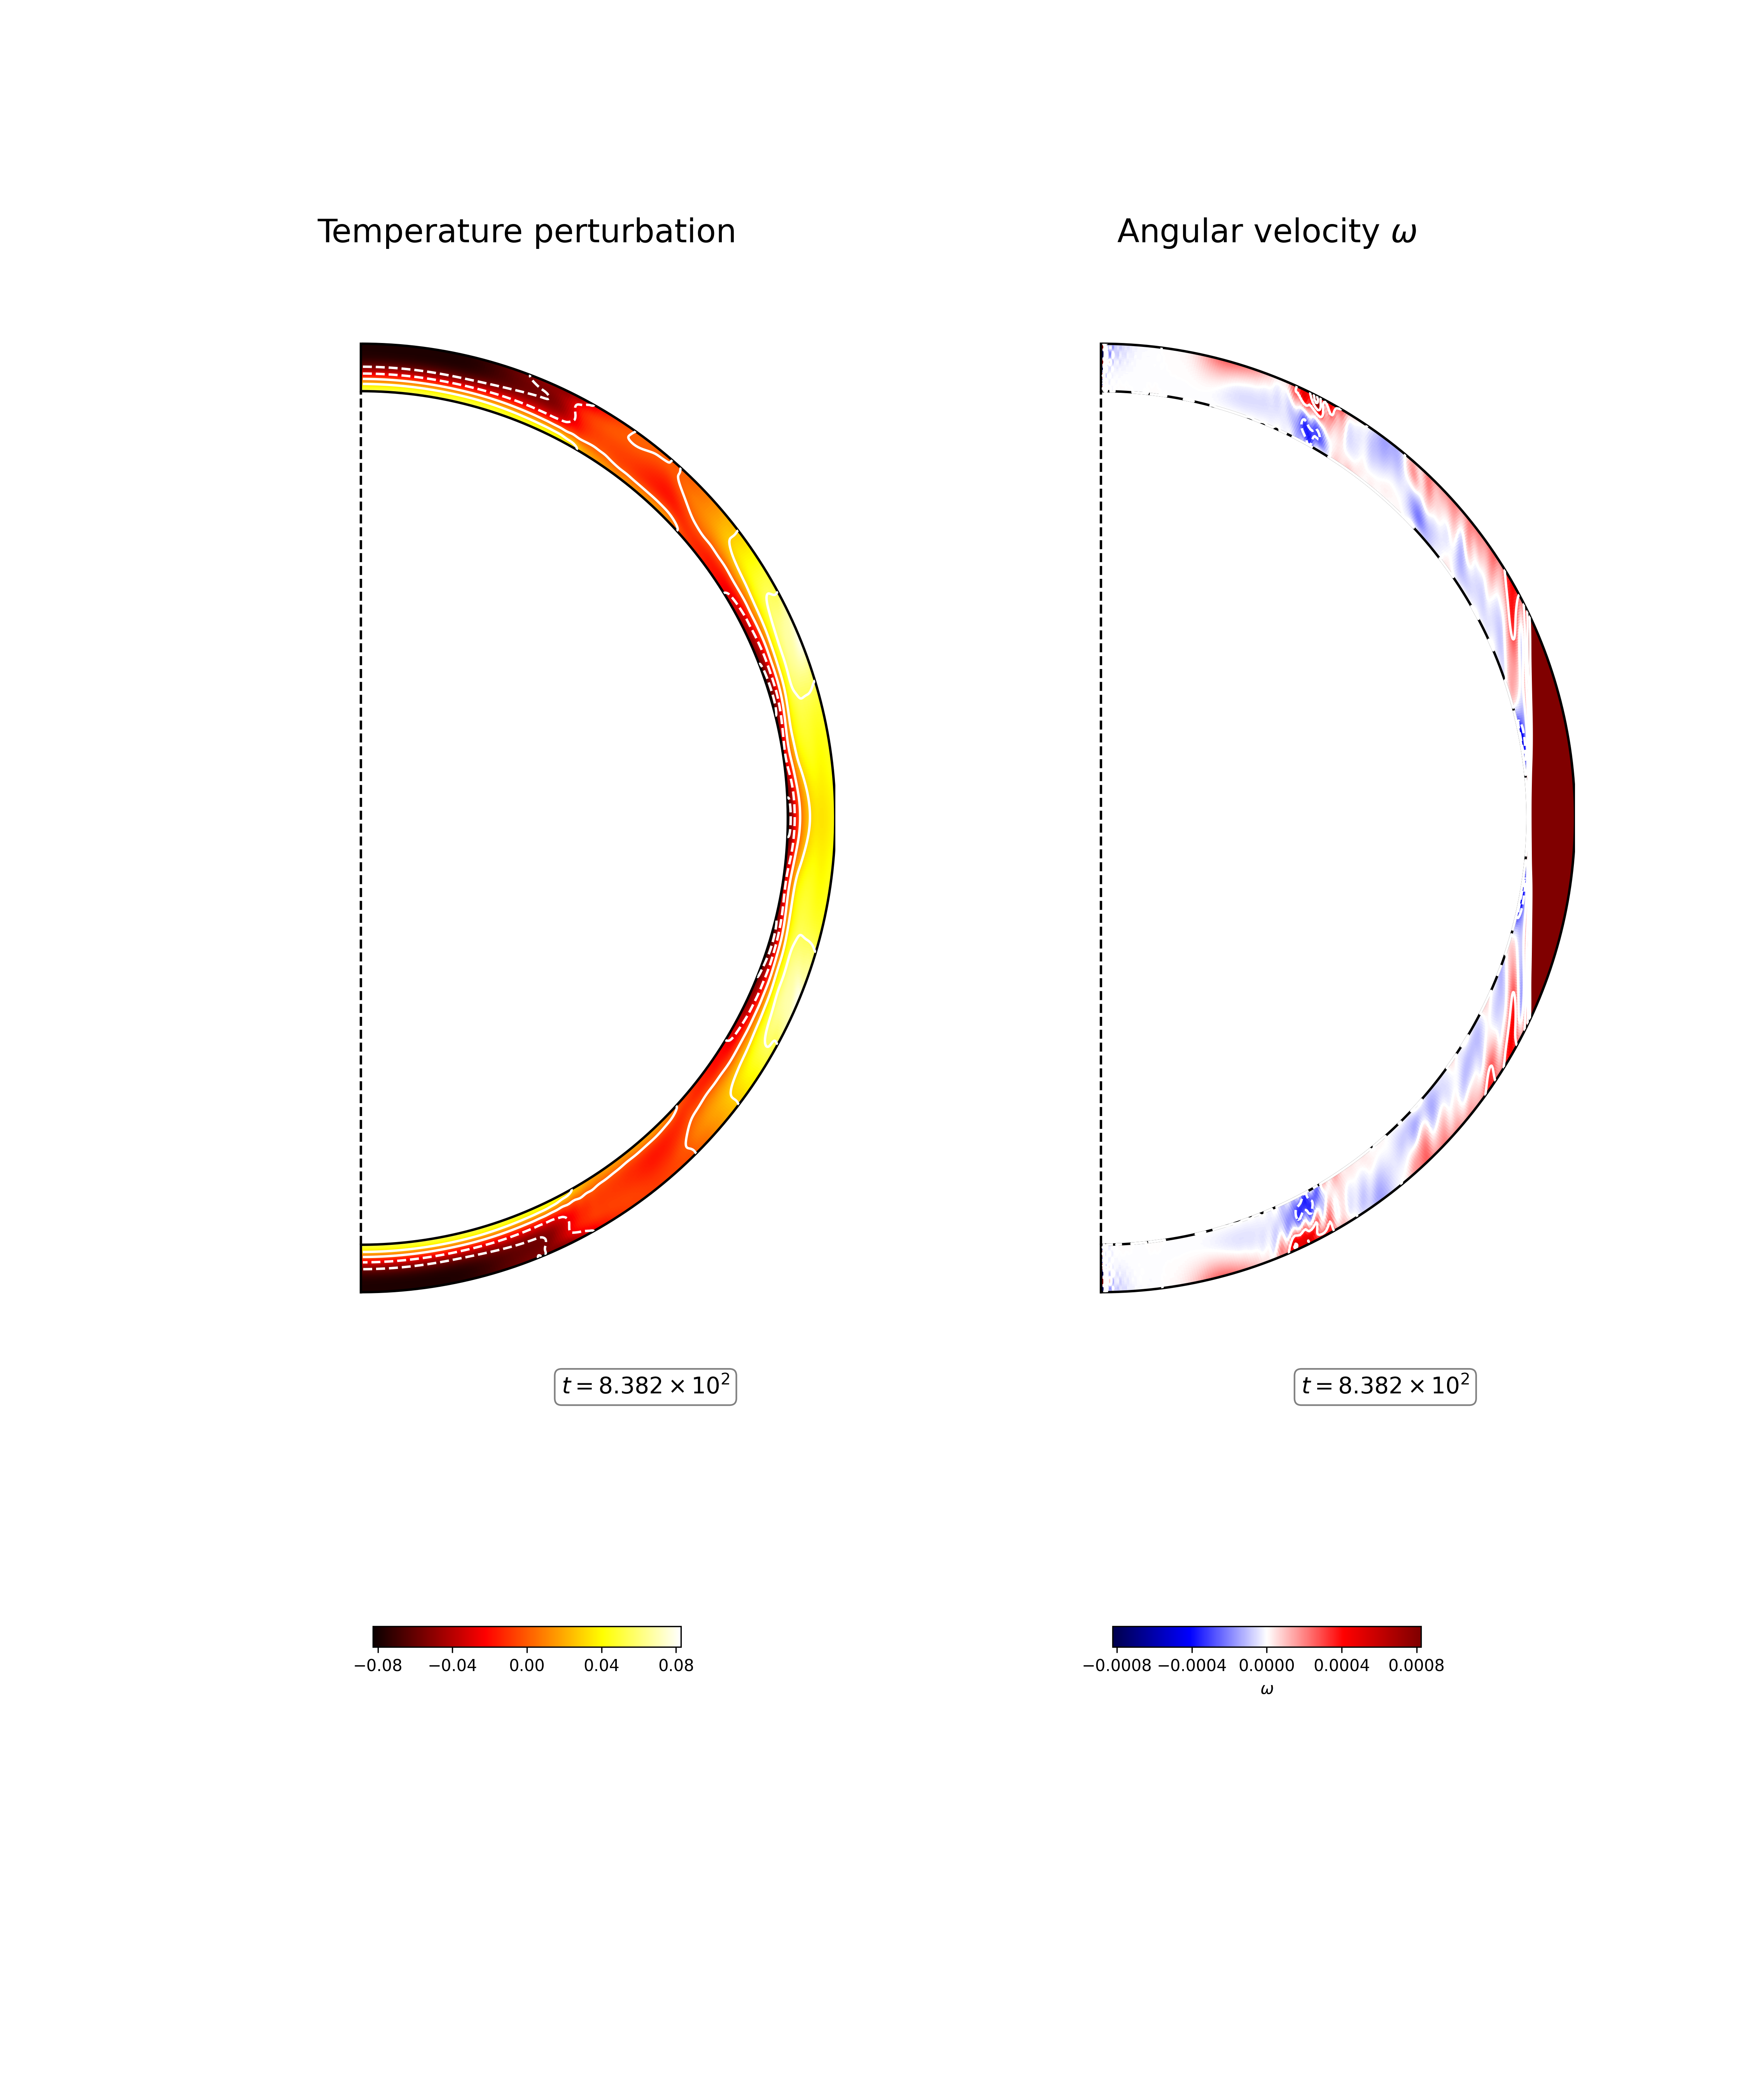 Temperature perturbation
Angular velocity ω
t = 8.382 × 10²
t = 8.382 × 10²
−0.08 −0.04 0.00 0.04 0.08
−0.0008 −0.0004 0.0000 0.0004 0.0008
ω